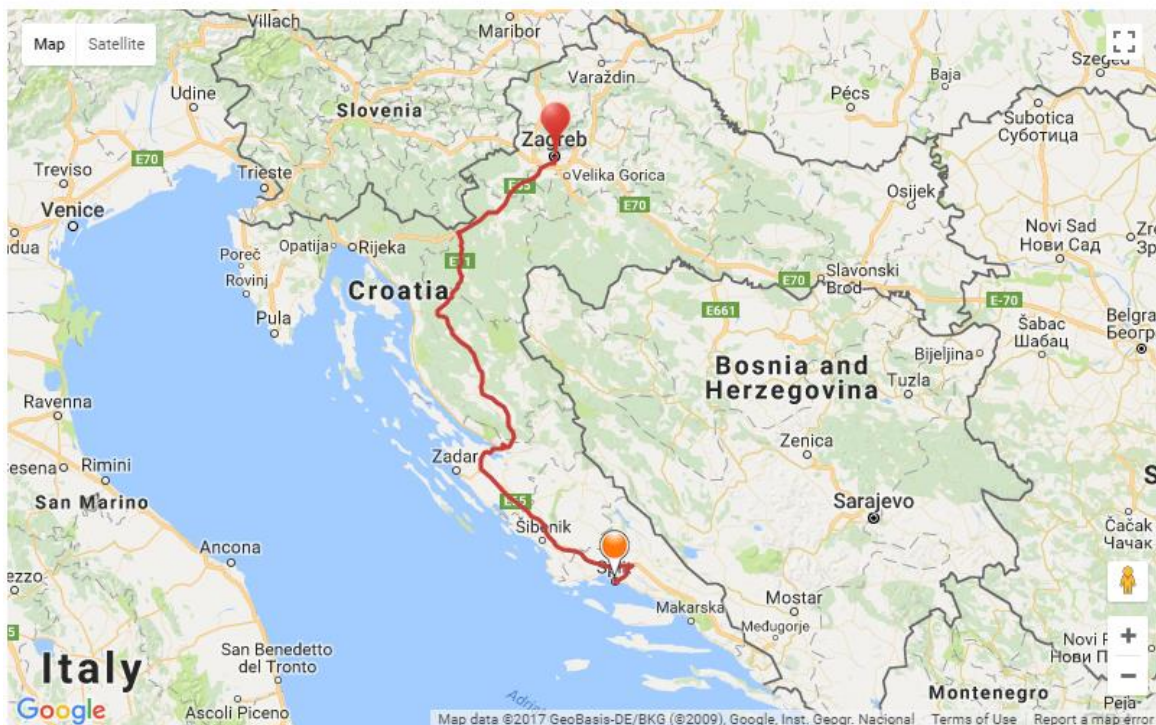 Map Satellite
Villach
Maribor
Varaždin
Baja
Szeged
Pécs
Subotica
Суботица
Udine
Slovenia
Zagreb
Treviso
E70
Trieste
Velika Gorica
Osijek
Venice
E70
Novi Sad
Нови Сад
Opatija
Rijeka
Poreč
Rovinj
Croatia
E70
Slavonski
Brod
E-70
Pula
E661
Šabac
Шабац
Bosnia and
Herzegovina
Bijeljina
Tuzla
Ravenna
Rimini
San Marino
Zadar
Zenica
Šibenik
Sarajevo
Čačak
Чачак
Ancona
Makarska
Mostar
Međugorje
San Benedetto
del Tronto
Italy
Ascoli Piceno
Montenegro
Google
Map data ©2017 GeoBasis-DE/BKG (©2009), Google, Inst. Geogr. Nacional Terms of Use Report a map error